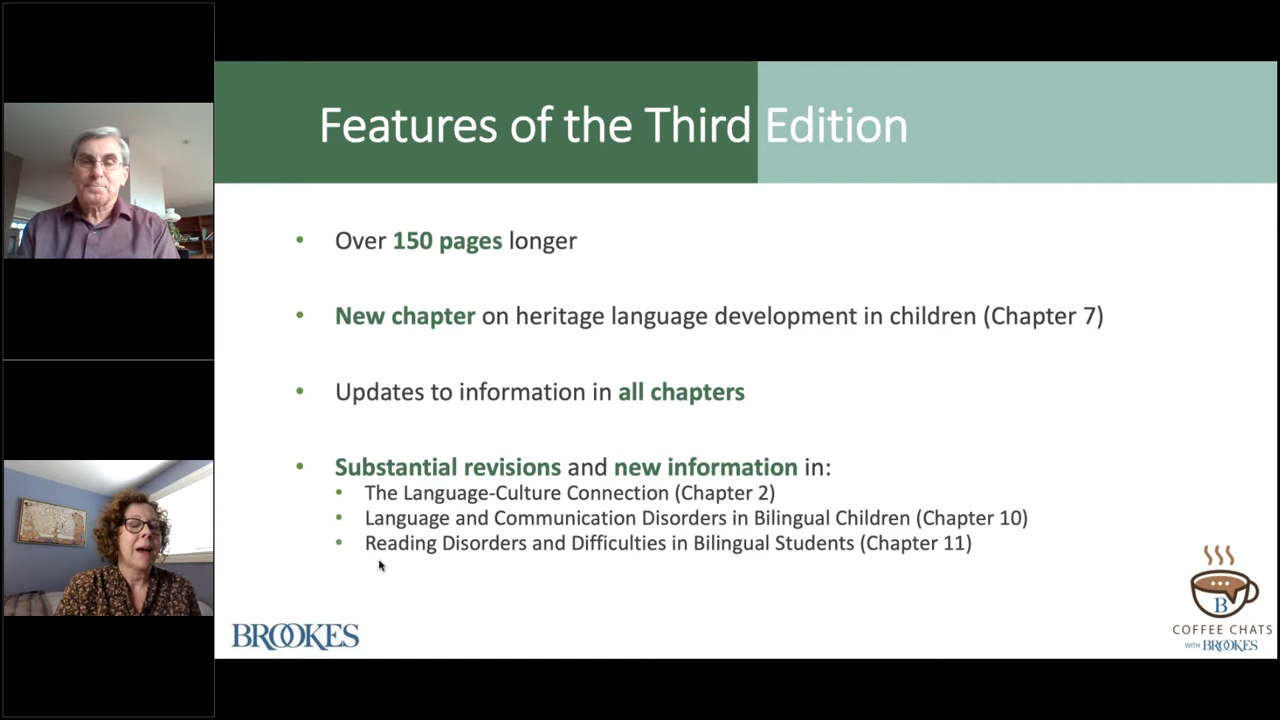 Features of the Third Edition
• Over 150 pages longer
• New chapter on heritage language development in children (Chapter 7)
• Updates to information in all chapters
• Substantial revisions and new information in:
• The Language-Culture Connection (Chapter 2)
• Language and Communication Disorders in Bilingual Children (Chapter 10)
• Reading Disorders and Difficulties in Bilingual Students (Chapter 11)
BROOKES
B
COFFEE CHATS
WITH BROOKES